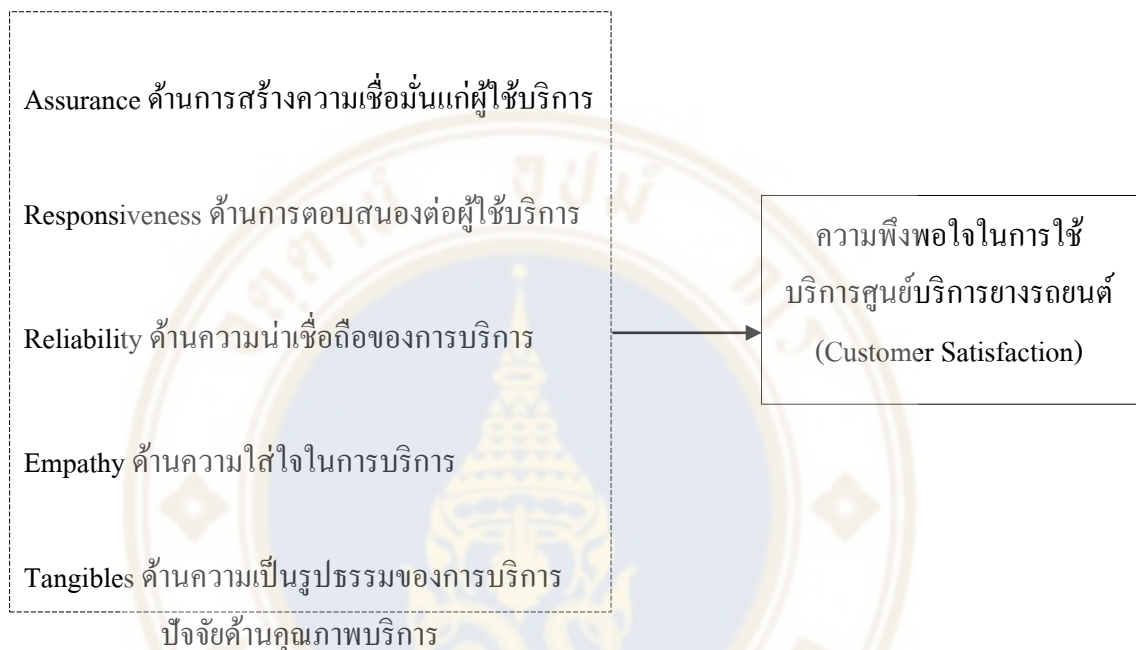 Assurance ด้านการสร้างความเชื่อมั่นแก่ผู้ใช้บริการ
Responsiveness ด้านการตอบสนองต่อผู้ใช้บริการ
Reliability ด้านความน่าเชื่อถือของการบริการ
Empathy ด้านความใส่ใจในการบริการ
Tangibles ด้านความเป็นรูปธรรมของการบริการ
ปัจจัยด้านคุณภาพบริการ
ความพึงพอใจในการใช้
บริการศูนย์บริการยางรถยนต์
(Customer Satisfaction)